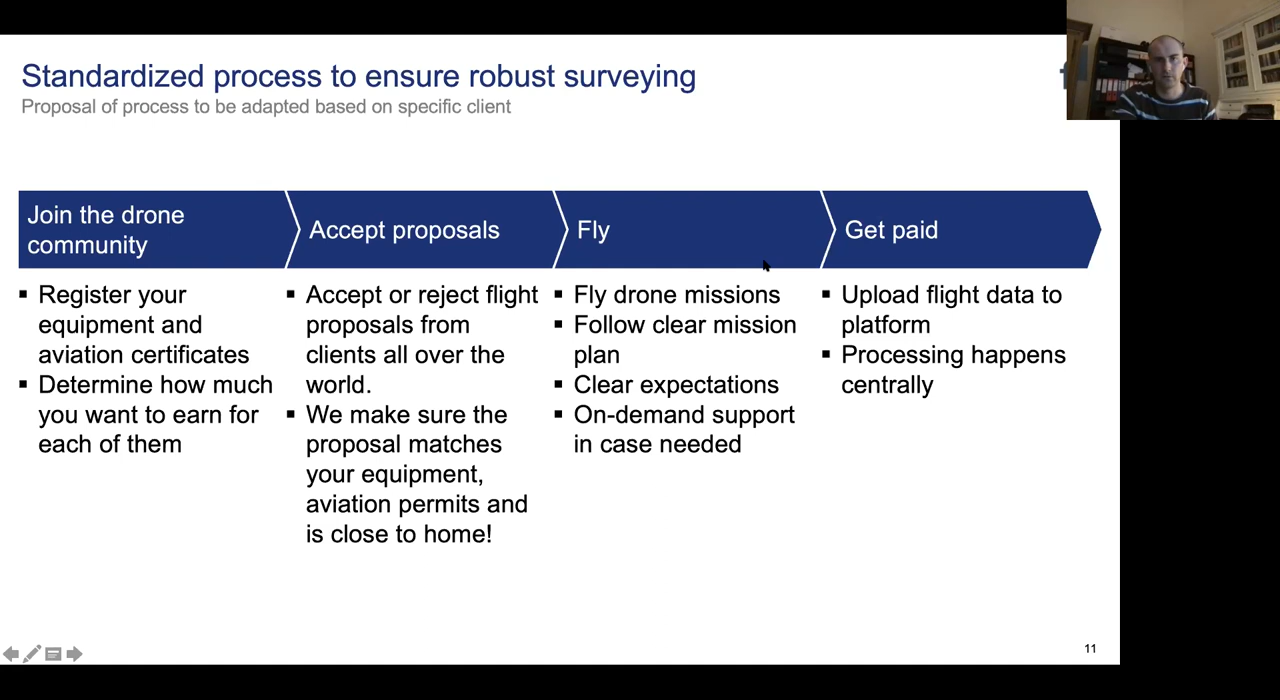 Standardized process to ensure robust surveying
Proposal of process to be adapted based on specific client
Join the drone
community
Accept proposals
Fly
Get paid
▪ Register your
equipment and
aviation certificates
▪ Determine how much
you want to earn for
each of them
▪ Accept or reject flight
proposals from
clients all over the
world.
▪ We make sure the
proposal matches
your equipment,
aviation permits and
is close to home!
▪ Fly drone missions
▪ Follow clear mission
plan
▪ Clear expectations
▪ On-demand support
in case needed
▪ Upload flight data to
platform
▪ Processing happens
centrally
11